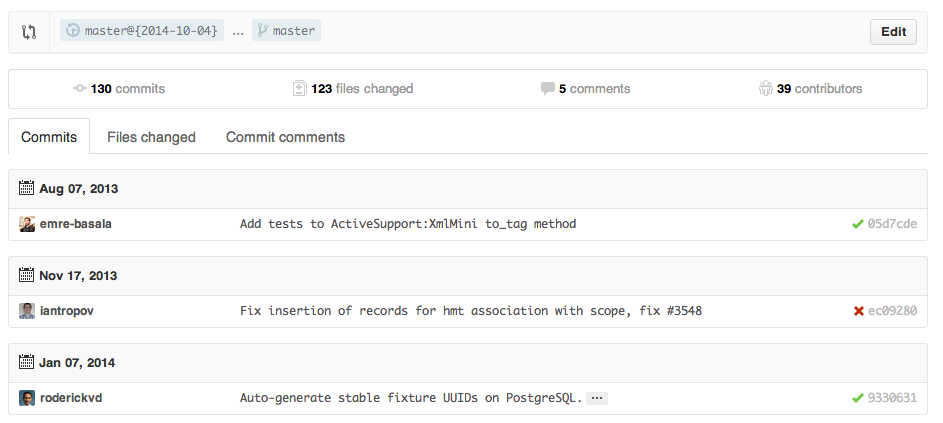 master@{2014-10-04} ... master Edit
130 commits 123 files changed 5 comments 39 contributors
Commits Files changed Commit comments
Aug 07, 2013
emre-basala Add tests to ActiveSupport:XmlMini to_tag method 05d7cde
Nov 17, 2013
iantropov Fix insertion of records for hmt association with scope, fix #3548 ec09280
Jan 07, 2014
roderickvd Auto-generate stable fixture UUIDs on PostgreSQL. ... 9330631